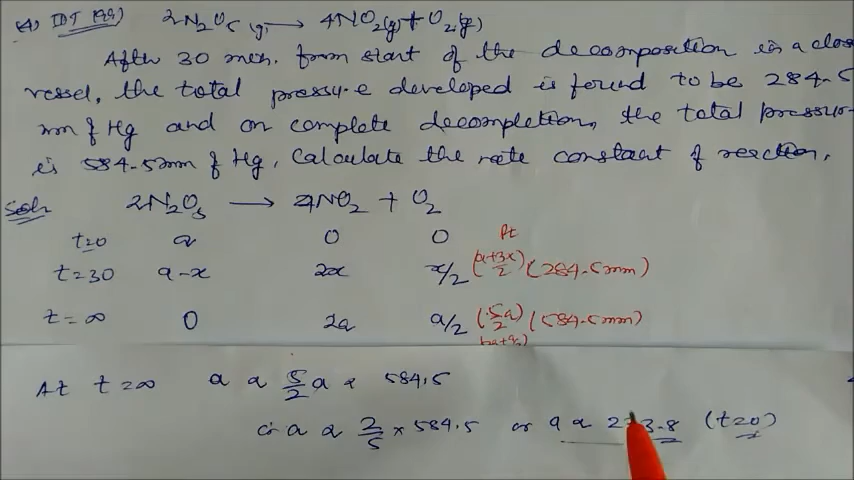 (4) IIT (99) 2N₂O₅(g) → 4NO₂(g) + O₂(g)
After 30 min. from start of the decomposition in a clos
vessel, the total pressure developed is found to be 284.5
mm of Hg and on complete decompletion, the total pressur
is 584.5 mm of Hg, Calculate the rate constant of reaction.
Soln 2N₂O₅ → 4NO₂ + O₂
t=0 a 0 0 Pt
t=30 a-x 2x x/2 (a+3x/2) (284.5mm)
t=∞ 0 2a a/2 (5a/2) (584.5mm)
At t=∞ a α 5/2 a α 584.5
or a α 2/5 × 584.5 or a α 233.8 (t=0)